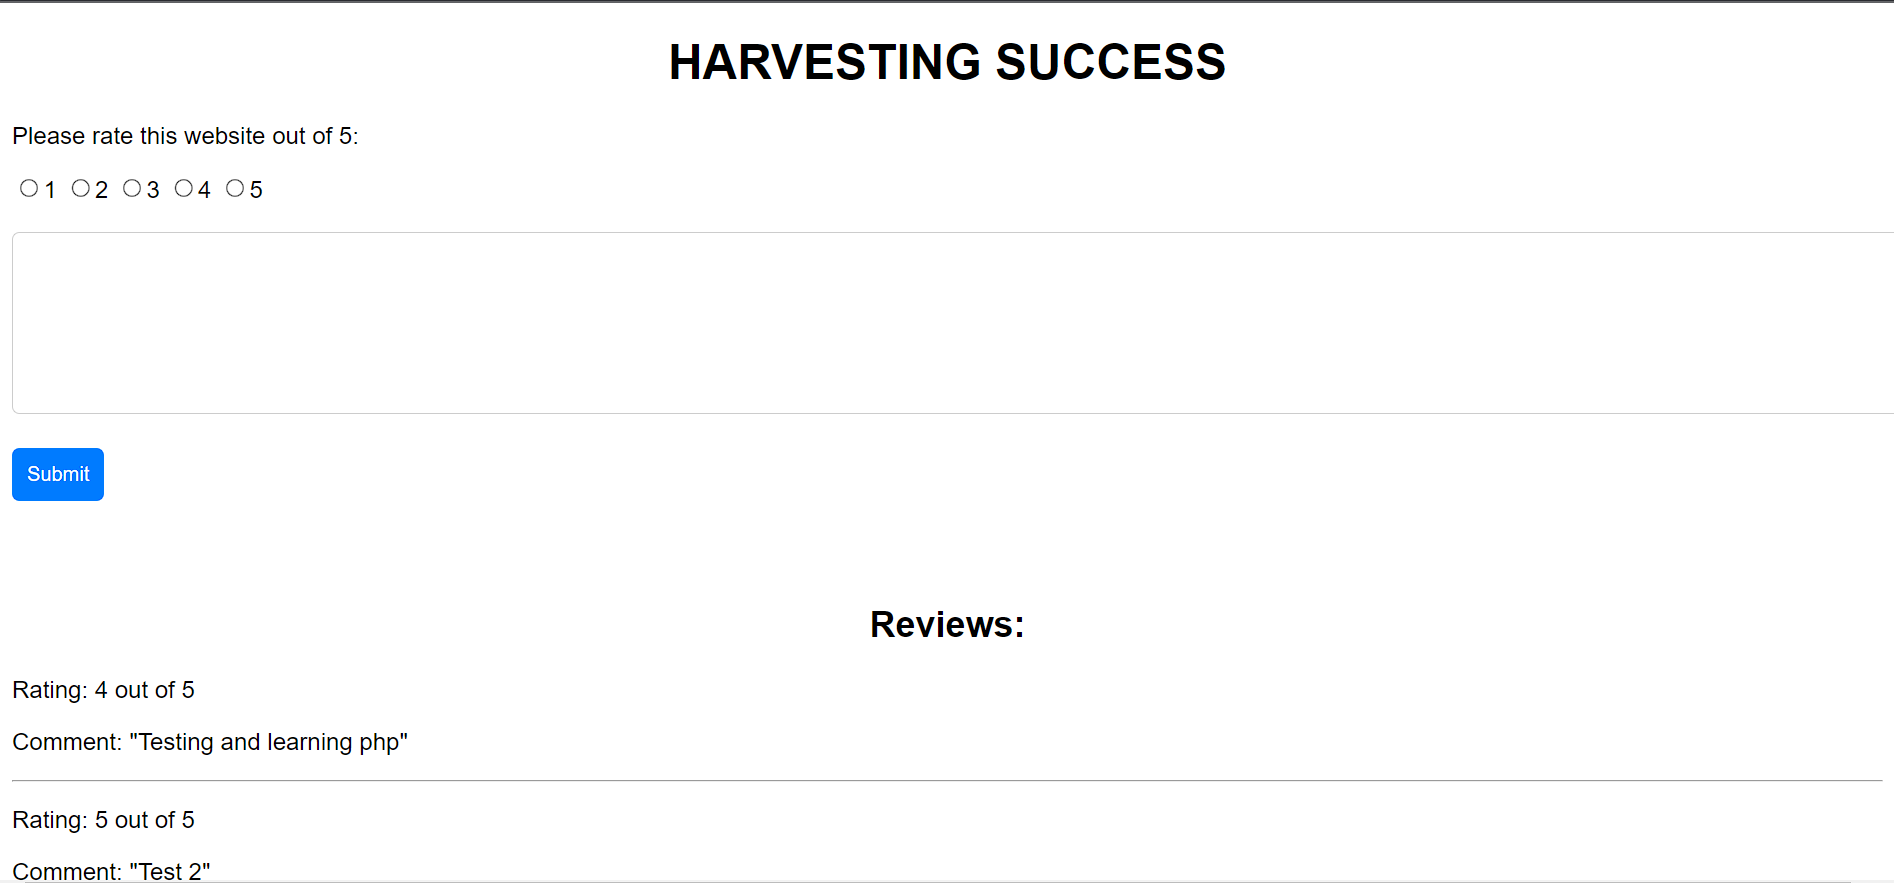 HARVESTING SUCCESS
Please rate this website out of 5:
1 2 3 4 5
Submit
Reviews:
Rating: 4 out of 5
Comment: "Testing and learning php"
Rating: 5 out of 5
Comment: "Test 2"